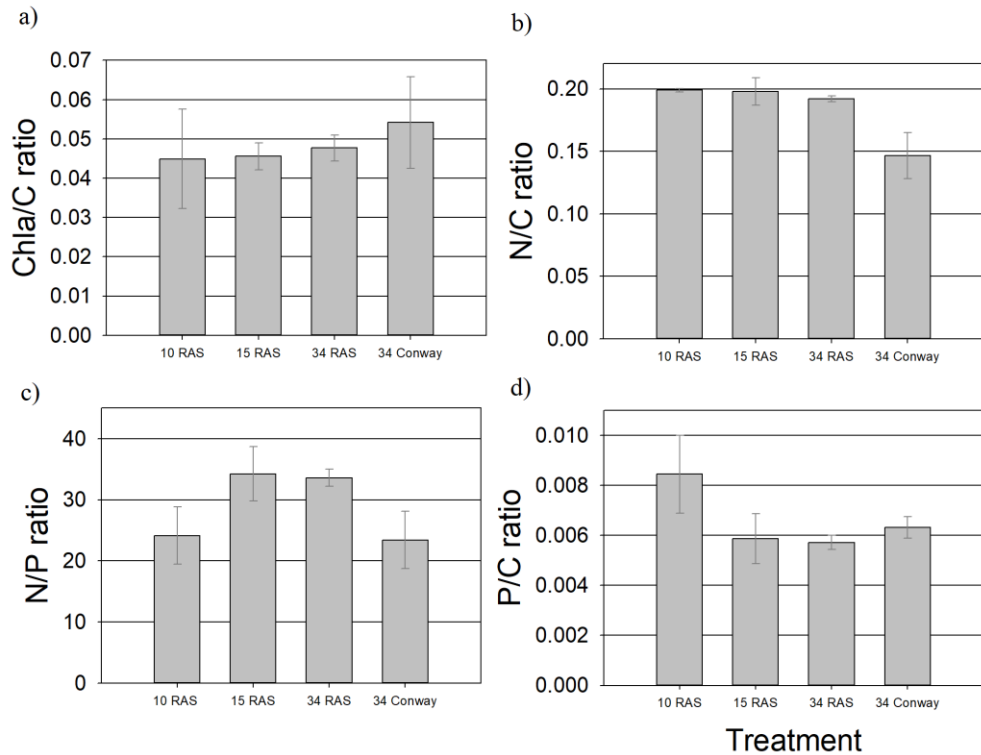 a)
Chla/C ratio
0.07
0.06
0.05
0.04
0.03
0.02
0.01
0.00
10 RAS 15 RAS 34 RAS 34 Conway
b)
N/C ratio
0.20
0.15
0.10
0.05
0.00
10 RAS 15 RAS 34 RAS 34 Conway
c)
N/P ratio
40
30
20
10
0
10 RAS 15 RAS 34 RAS 34 Conway
d)
P/C ratio
0.010
0.008
0.006
0.004
0.002
0.000
10 RAS 15 RAS 34 RAS 34 Conway
Treatment